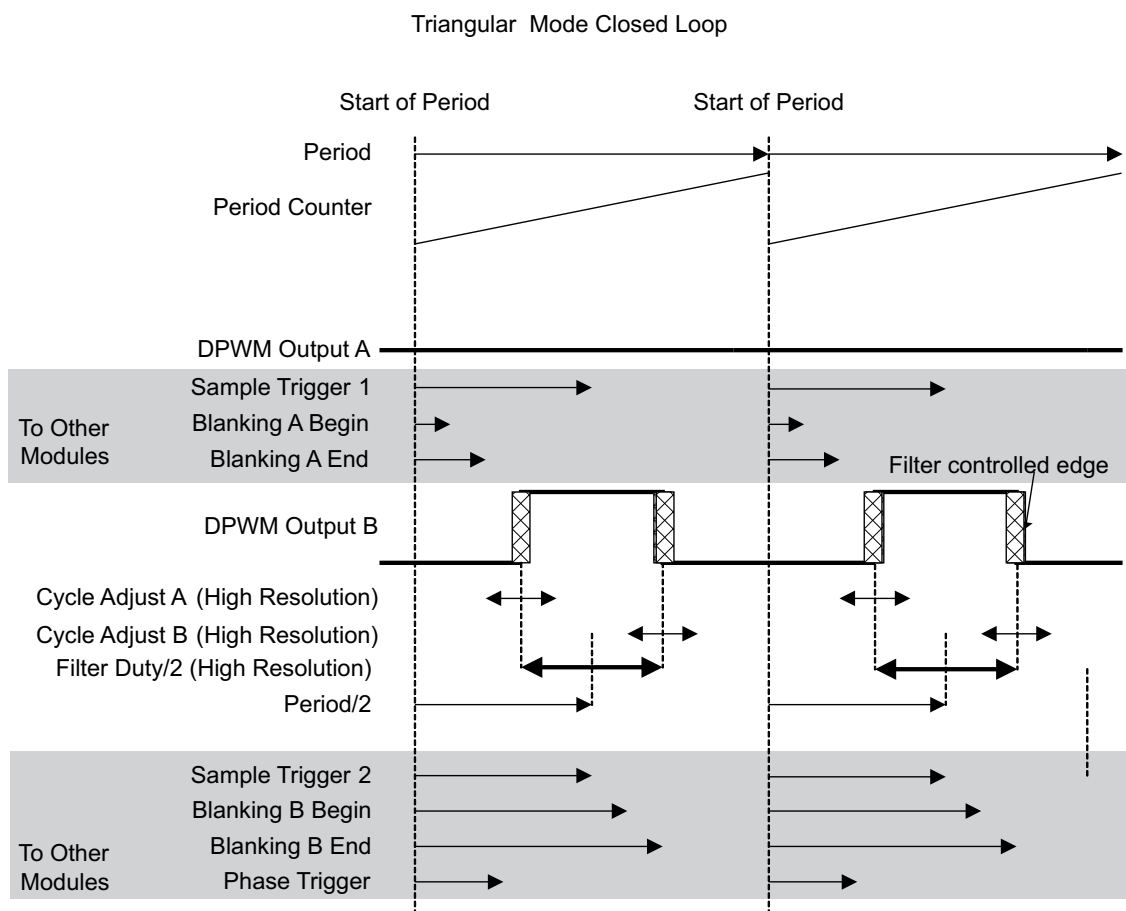 Triangular Mode Closed Loop
Start of Period
Start of Period
Period
Period Counter
DPWM Output A
Sample Trigger 1
Blanking A Begin
To Other
Modules
Blanking A End
Filter controlled edge
DPWM Output B
Cycle Adjust A (High Resolution)
Cycle Adjust B (High Resolution)
Filter Duty/2 (High Resolution)
Period/2
Sample Trigger 2
Blanking B Begin
Blanking B End
To Other
Modules
Phase Trigger